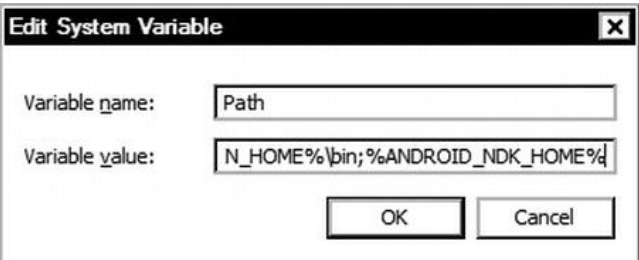 Edit System Variable
Variable name: Path
Variable value: N_HOME%\bin;%ANDROID_NDK_HOME%
OK Cancel